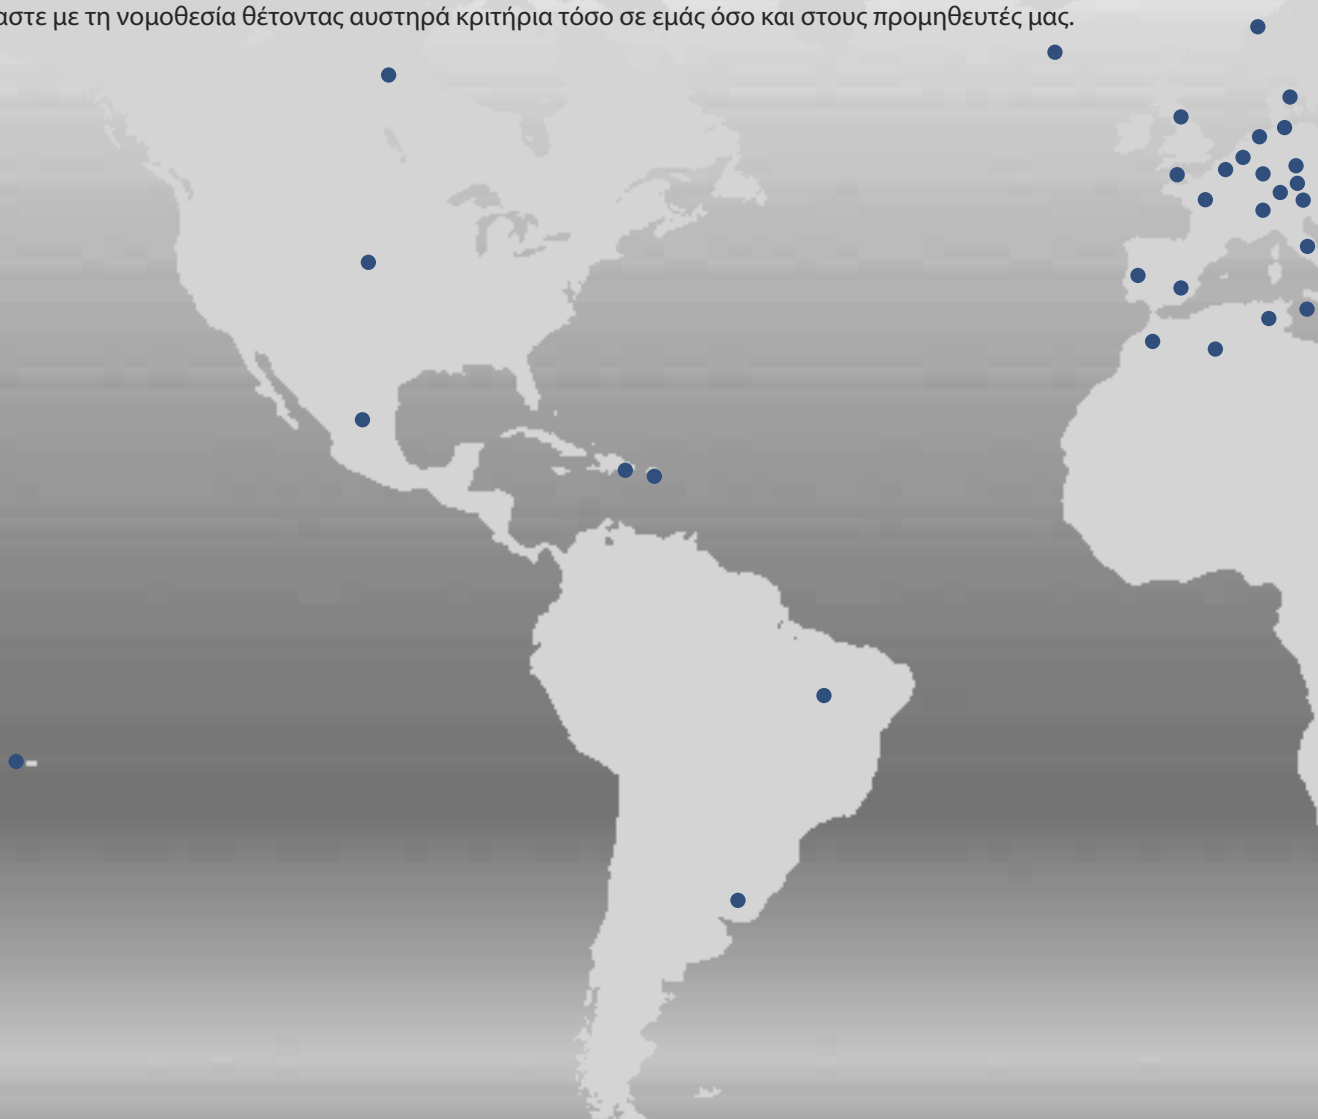 αστε με τη νομοθεσία θέτοντας αυστηρά κριτήρια τόσο σε εμάς όσο και στους προμηθευτές μας.